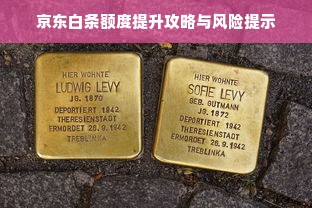 京东白条额度提升攻略与风险提示
HIER WOHNTE
LUDWIG LEVY
JG. 1870
DEPORTIERT 1942
THERESIENSTADT
ERMORDET 26.9.1942
TREBLINKA
HIER WOHNTE
SOFIE LEVY
GEB. GUTMANN
JG. 1872
DEPORTIERT 1942
THERESIENSTADT
ERMORDET 26.9.1942
TREBLINKA